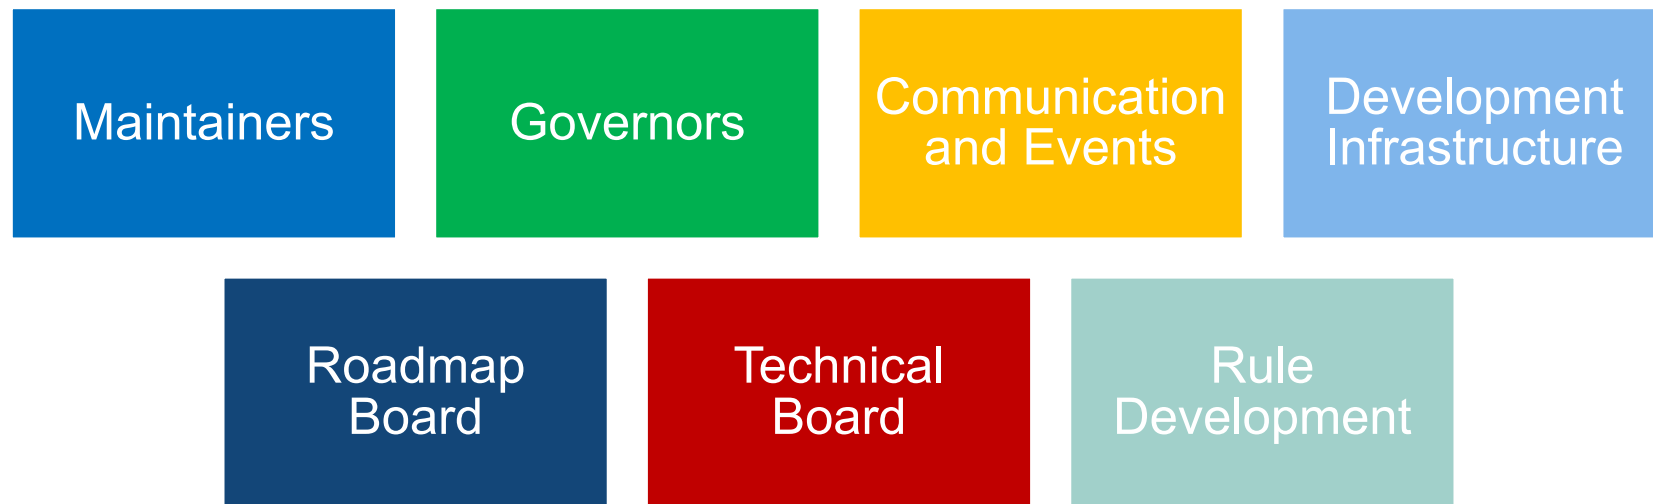 Maintainers
Governors
Communication
and Events
Development
Infrastructure
Roadmap
Board
Technical
Board
Rule
Development